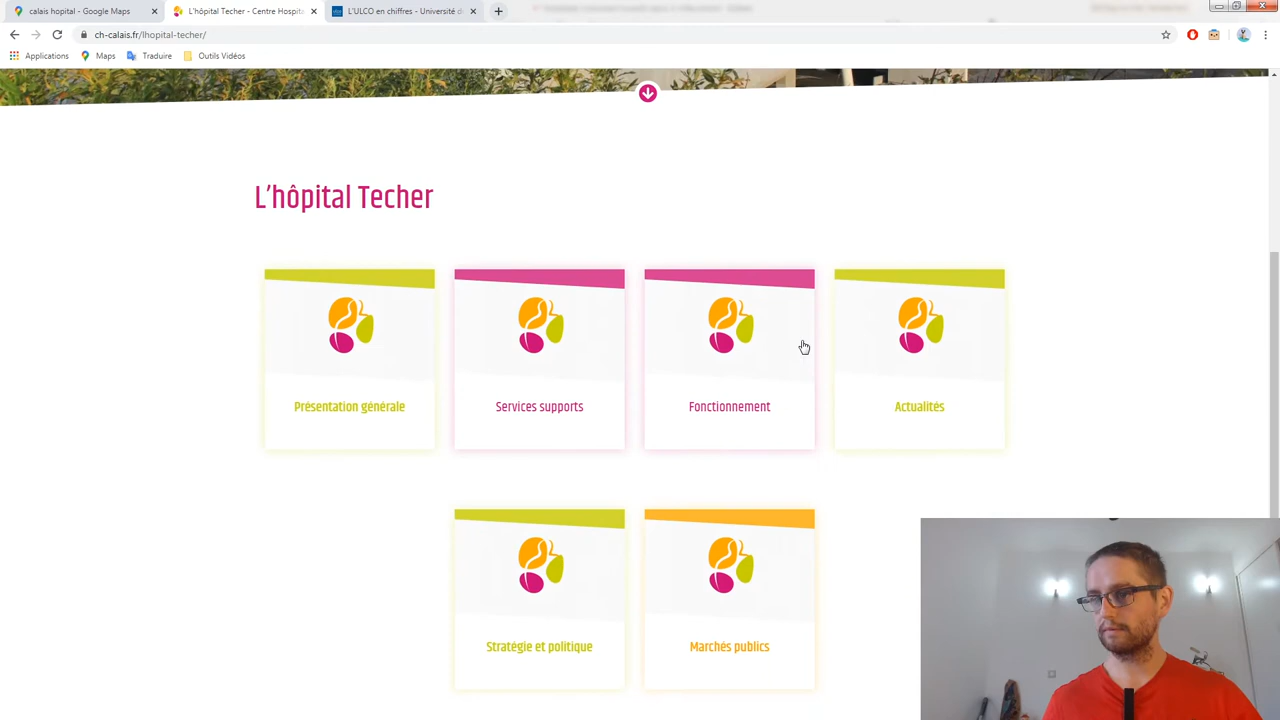 calais hopital - Google Maps
L'hôpital Techer - Centre Hospita
L'ULCO en chiffres - Université d
ch-calais.fr/lhopital-techer/
Applications
Maps
Traduire
Outils Vidéos
L'hôpital Techer
Présentation générale
Services supports
Fonctionnement
Actualités
Stratégie et politique
Marchés publics